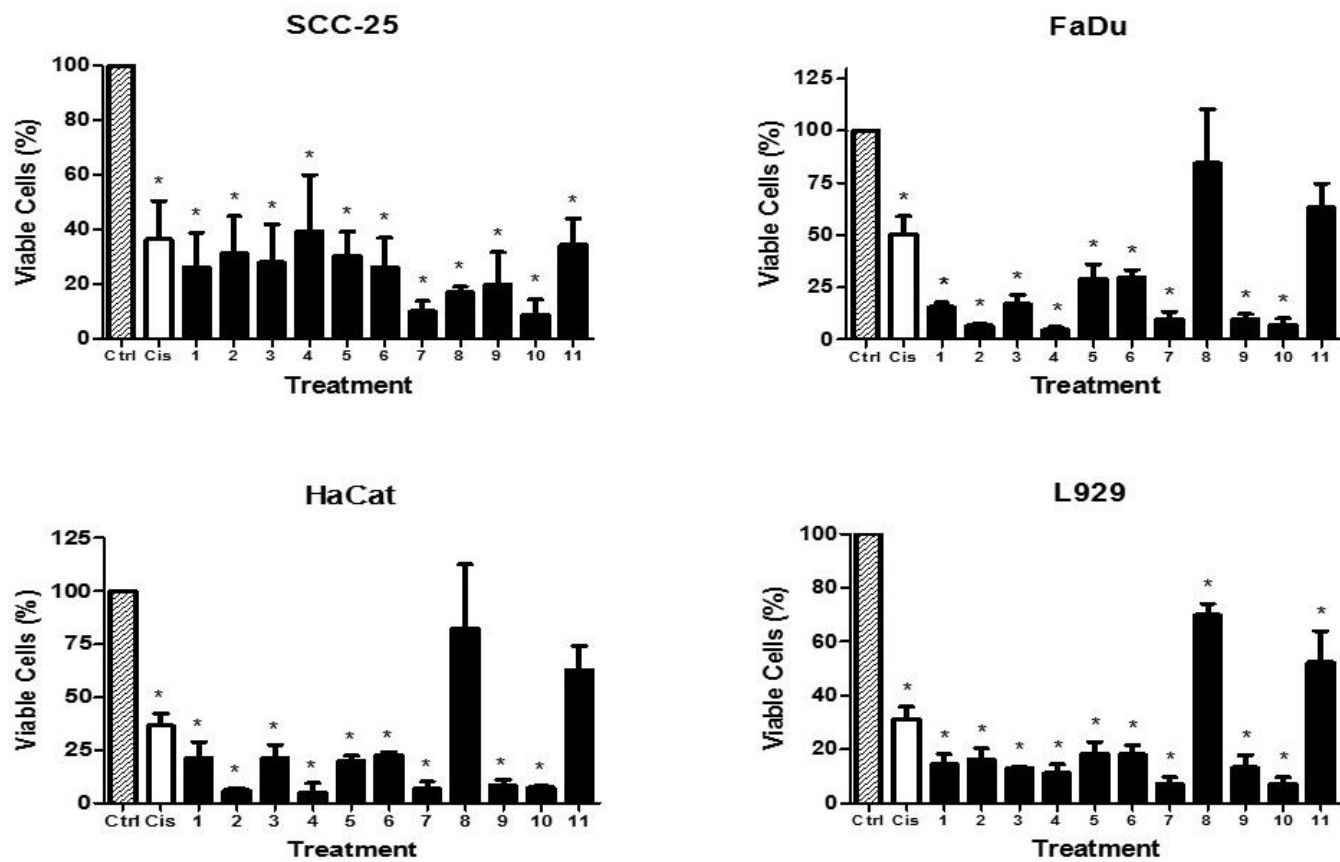 SCC-25
Viable Cells (%)
100
80
60
40
20
0
* * * * * * * * * * * *
Ctrl Cis 1 2 3 4 5 6 7 8 9 10 11
Treatment
FaDu
Viable Cells (%)
125
100
75
50
25
0
* * * * * * * * * *
Ctrl Cis 1 2 3 4 5 6 7 8 9 10 11
Treatment
HaCat
Viable Cells (%)
125
100
75
50
25
0
* * * * * * * * * *
Ctrl Cis 1 2 3 4 5 6 7 8 9 10 11
Treatment
L929
Viable Cells (%)
100
80
60
40
20
0
* * * * * * * * * * * *
Ctrl Cis 1 2 3 4 5 6 7 8 9 10 11
Treatment